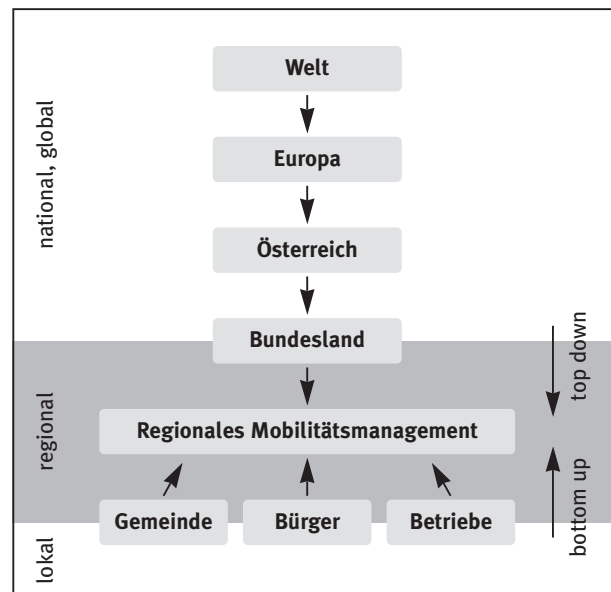 national, global
Welt
Europa
Österreich
Bundesland
top down
regional
Regionales Mobilitätsmanagement
bottom up
Gemeinde
Bürger
Betriebe
lokal